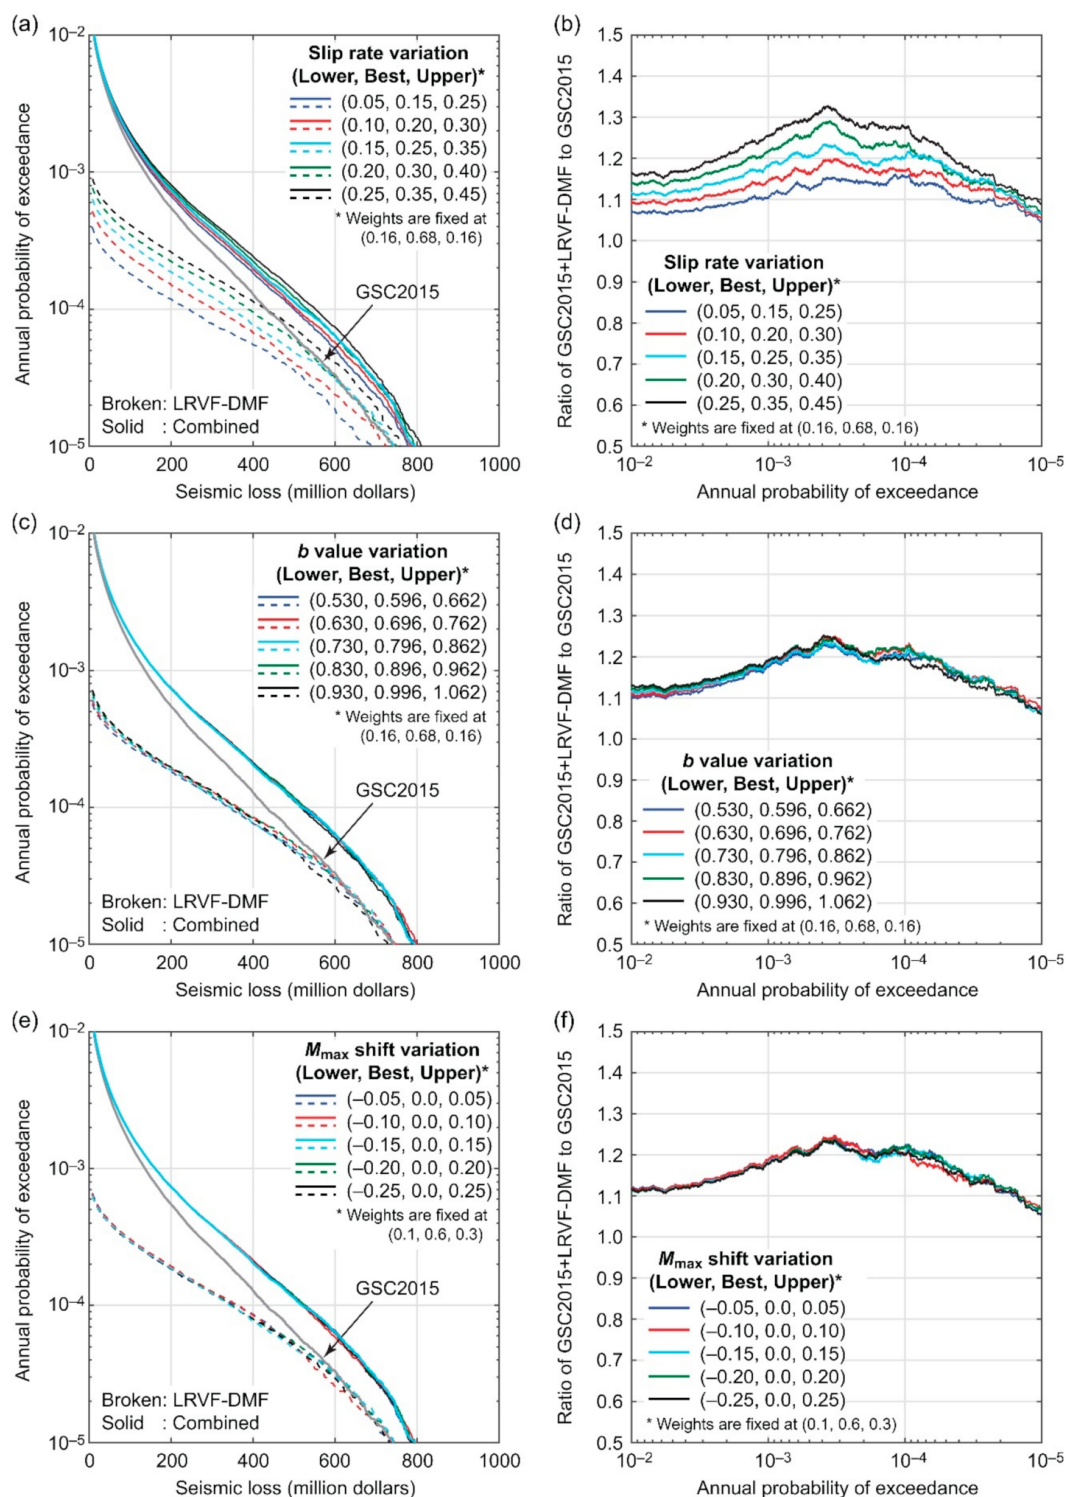 (a)
10⁻²
10⁻³
10⁻⁴
10⁻⁵
Annual probability of exceedance
Slip rate variation
(Lower, Best, Upper)*
(0.05, 0.15, 0.25)
(0.10, 0.20, 0.30)
(0.15, 0.25, 0.35)
(0.20, 0.30, 0.40)
(0.25, 0.35, 0.45)
* Weights are fixed at
(0.16, 0.68, 0.16)
GSC2015
Broken: LRVF-DMF
Solid : Combined
0 200 400 600 800 1000
Seismic loss (million dollars)
(b)
1.5
1.4
1.3
1.2
1.1
1.0
0.9
0.8
0.7
0.6
0.5
Ratio of GSC2015+LRVF-DMF to GSC2015
Slip rate variation
(Lower, Best, Upper)*
(0.05, 0.15, 0.25)
(0.10, 0.20, 0.30)
(0.15, 0.25, 0.35)
(0.20, 0.30, 0.40)
(0.25, 0.35, 0.45)
* Weights are fixed at (0.16, 0.68, 0.16)
10⁻² 10⁻³ 10⁻⁴ 10⁻⁵
Annual probability of exceedance
(c)
10⁻²
10⁻³
10⁻⁴
10⁻⁵
Annual probability of exceedance
b value variation
(Lower, Best, Upper)*
(0.530, 0.596, 0.662)
(0.630, 0.696, 0.762)
(0.730, 0.796, 0.862)
(0.830, 0.896, 0.962)
(0.930, 0.996, 1.062)
* Weights are fixed at
(0.16, 0.68, 0.16)
GSC2015
Broken: LRVF-DMF
Solid : Combined
0 200 400 600 800 1000
Seismic loss (million dollars)
(d)
1.5
1.4
1.3
1.2
1.1
1.0
0.9
0.8
0.7
0.6
0.5
Ratio of GSC2015+LRVF-DMF to GSC2015
b value variation
(Lower, Best, Upper)*
(0.530, 0.596, 0.662)
(0.630, 0.696, 0.762)
(0.730, 0.796, 0.862)
(0.830, 0.896, 0.962)
(0.930, 0.996, 1.062)
* Weights are fixed at (0.16, 0.68, 0.16)
10⁻² 10⁻³ 10⁻⁴ 10⁻⁵
Annual probability of exceedance
(e)
10⁻²
10⁻³
10⁻⁴
10⁻⁵
Annual probability of exceedance
Mmax shift variation
(Lower, Best, Upper)*
(–0.05, 0.0, 0.05)
(–0.10, 0.0, 0.10)
(–0.15, 0.0, 0.15)
(–0.20, 0.0, 0.20)
(–0.25, 0.0, 0.25)
* Weights are fixed at
(0.1, 0.6, 0.3)
GSC2015
Broken: LRVF-DMF
Solid : Combined
0 200 400 600 800 1000
Seismic loss (million dollars)
(f)
1.5
1.4
1.3
1.2
1.1
1.0
0.9
0.8
0.7
0.6
0.5
Ratio of GSC2015+LRVF-DMF to GSC2015
Mmax shift variation
(Lower, Best, Upper)*
(–0.05, 0.0, 0.05)
(–0.10, 0.0, 0.10)
(–0.15, 0.0, 0.15)
(–0.20, 0.0, 0.20)
(–0.25, 0.0, 0.25)
* Weights are fixed at (0.1, 0.6, 0.3)
10⁻² 10⁻³ 10⁻⁴ 10⁻⁵
Annual probability of exceedance